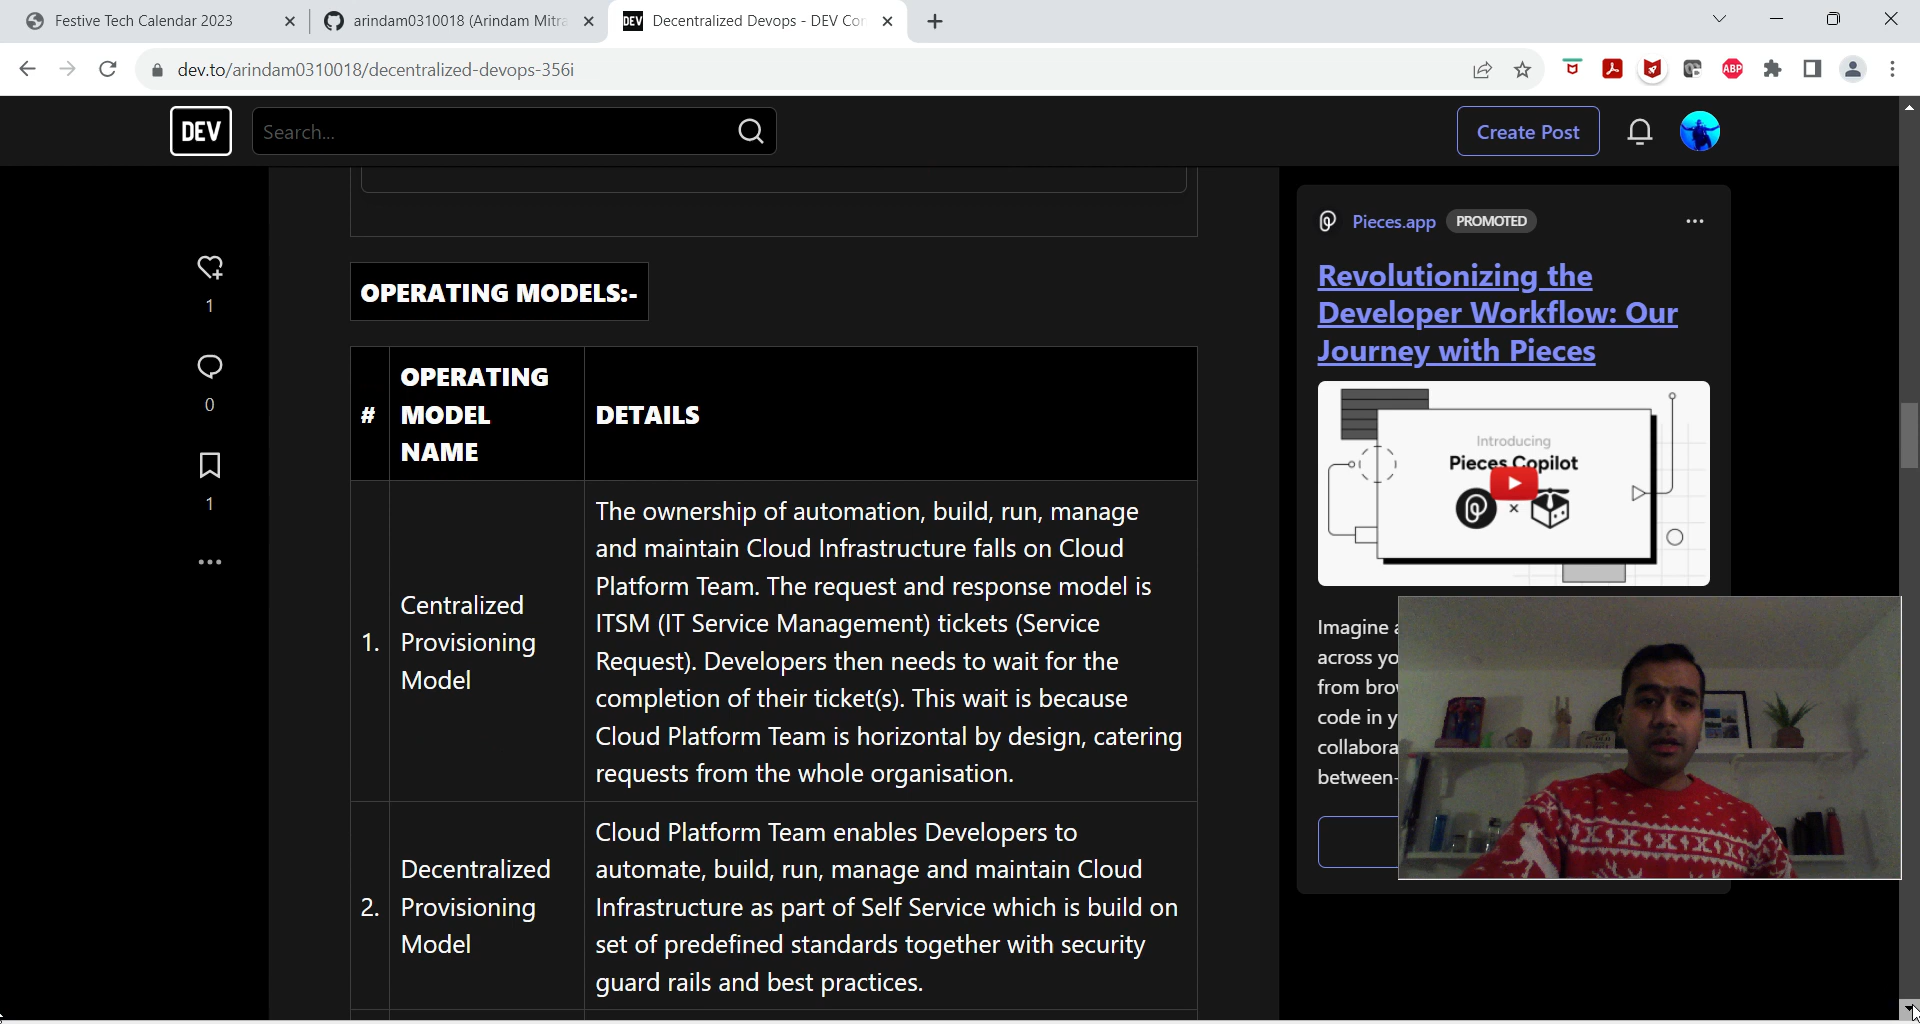 Festive Tech Calendar 2023
arindam0310018 (Arindam Mitra
DEV Decentralized Devops - DEV Co
dev.to/arindam0310018/decentralized-devops-356i
ABP
DEV
Search...
Create Post
1
0
1
OPERATING MODELS:-
#
OPERATING
MODEL
NAME
DETAILS
1.
Centralized
Provisioning
Model
The ownership of automation, build, run, manage
and maintain Cloud Infrastructure falls on Cloud
Platform Team. The request and response model is
ITSM (IT Service Management) tickets (Service
Request). Developers then needs to wait for the
completion of their ticket(s). This wait is because
Cloud Platform Team is horizontal by design, catering
requests from the whole organisation.
2.
Decentralized
Provisioning
Model
Cloud Platform Team enables Developers to
automate, build, run, manage and maintain Cloud
Infrastructure as part of Self Service which is build on
set of predefined standards together with security
guard rails and best practices.
Pieces.app PROMOTED
Revolutionizing the
Developer Workflow: Our
Journey with Pieces
Introducing
Pieces Copilot
×
Imagine
across yo
from bro
code in y
collabora
between-